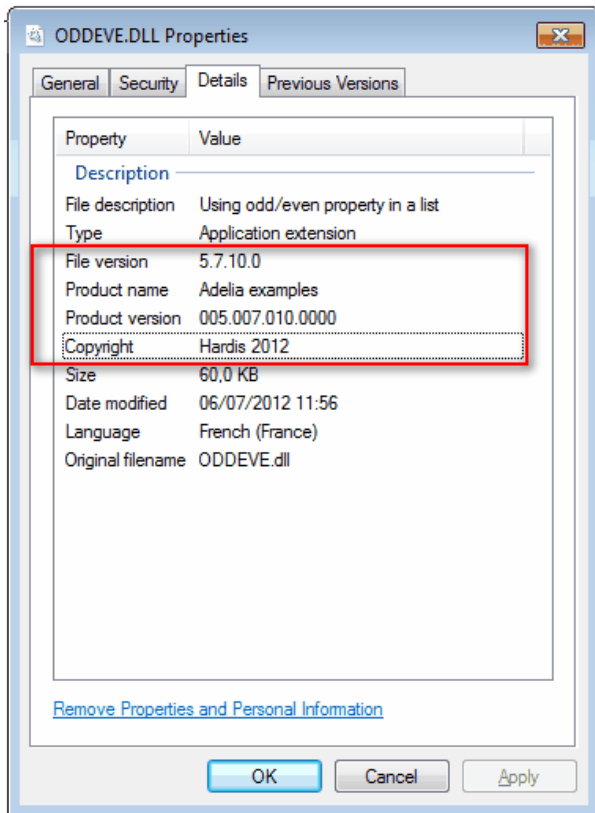 ODDEVE.DLL Properties
General Security Details Previous Versions
Property Value
Description
File description Using odd/even property in a list
Type Application extension
File version 5.7.10.0
Product name Adelia examples
Product version 005.007.010.0000
Copyright Hardis 2012
Size 60,0 KB
Date modified 06/07/2012 11:56
Language French (France)
Original filename ODDEVE.dll
Remove Properties and Personal Information
OK Cancel Apply